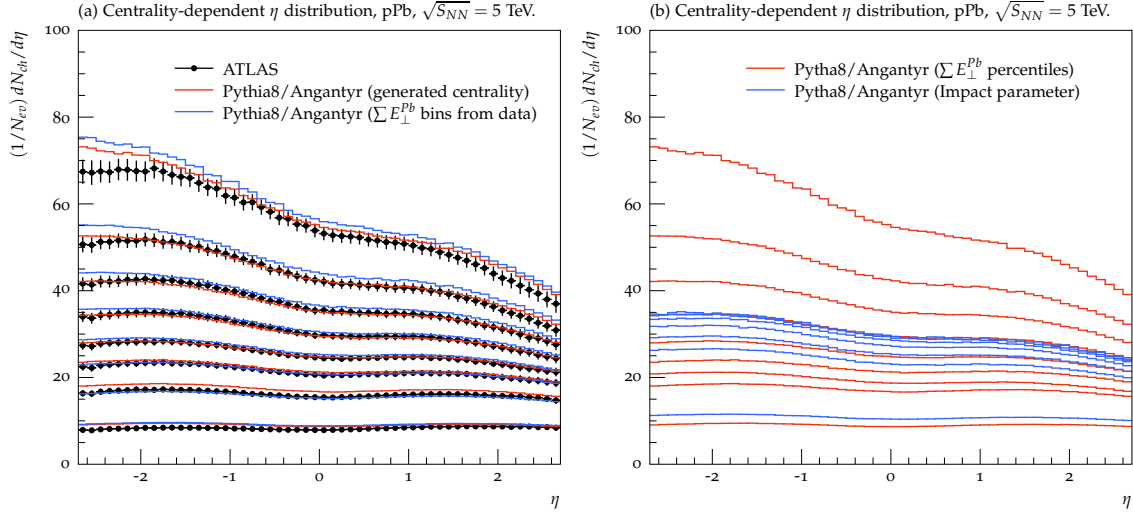 (a) Centrality-dependent η distribution, pPb, √S_NN = 5 TeV.
(1/N_ev) dN_ch/dη
100
80
60
40
20
0
ATLAS
Pythia8/Angantyr (generated centrality)
Pythia8/Angantyr (∑ E_⊥^Pb bins from data)
-2
-1
0
1
2
η
(b) Centrality-dependent η distribution, pPb, √S_NN = 5 TeV.
(1/N_ev) dN_ch/dη
100
80
60
40
20
0
Pytha8/Angantyr (∑ E_⊥^Pb percentiles)
Pytha8/Angantyr (Impact parameter)
-2
-1
0
1
2
η